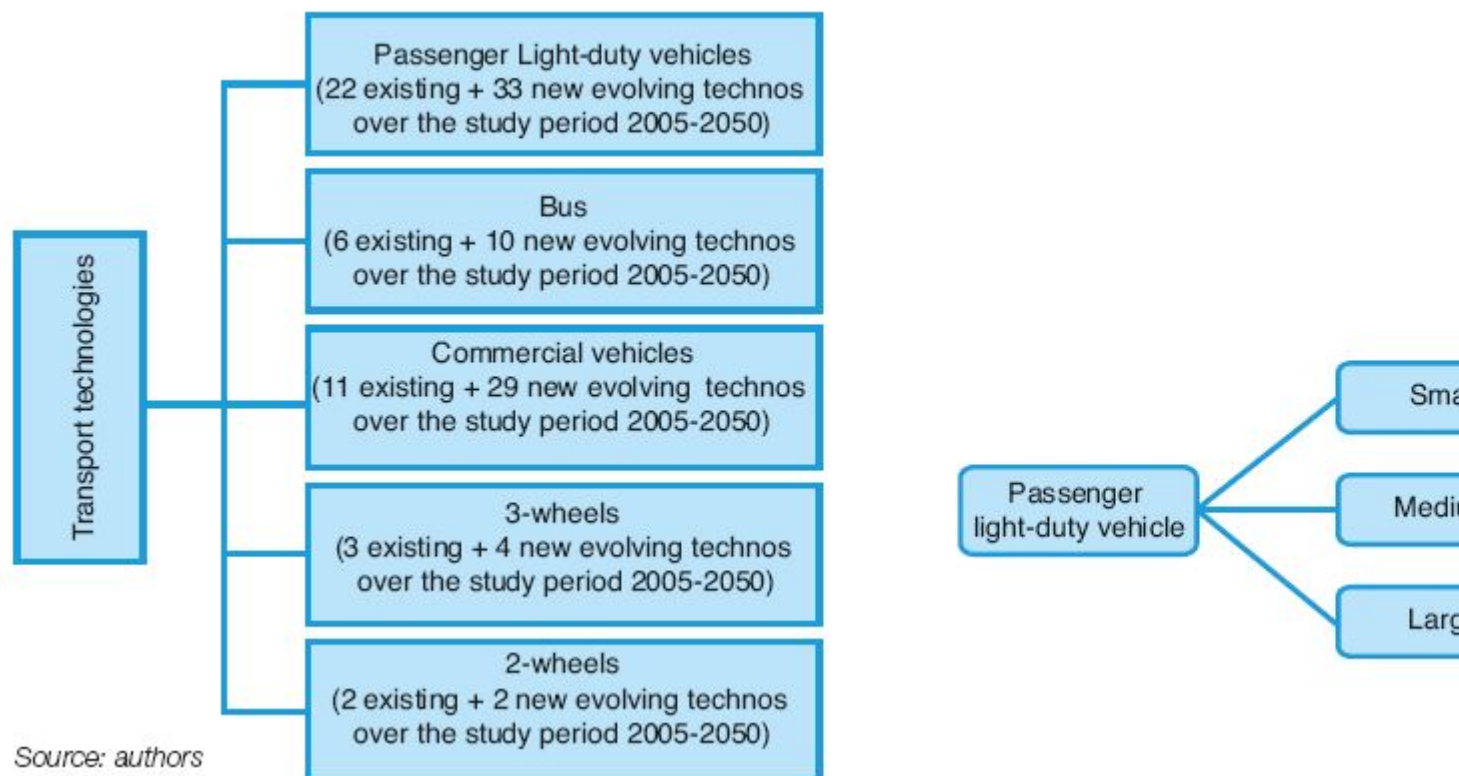 Transport technologies
Passenger Light-duty vehicles
(22 existing + 33 new evolving technos
over the study period 2005-2050)
Bus
(6 existing + 10 new evolving technos
over the study period 2005-2050)
Commercial vehicles
(11 existing + 29 new evolving technos
over the study period 2005-2050)
3-wheels
(3 existing + 4 new evolving technos
over the study period 2005-2050)
2-wheels
(2 existing + 2 new evolving technos
over the study period 2005-2050)
Source: authors
Passenger
light-duty vehicle